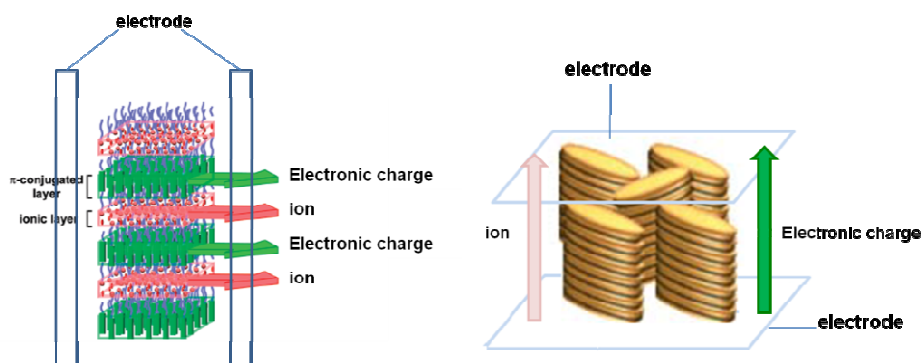 electrode
π-conjugated
layer
ionic layer
Electronic charge
ion
Electronic charge
ion
electrode
ion
Electronic charge
electrode